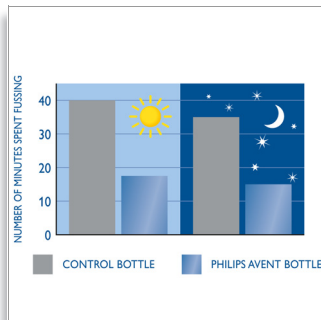 NUMBER OF MINUTES SPENT FUSSING
40
30
20
10
0
CONTROL BOTTLE
PHILIPS AVENT BOTTLE